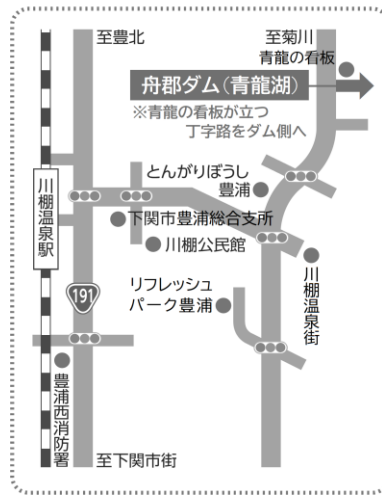 至豊北
至菊川
青龍の看板
舟郡ダム(青龍湖)
※青龍の看板が立つ
丁字路をダム側へ
とんがりぼうし
豊浦
川棚温泉駅
下関市豊浦総合支所
川棚公民館
川棚温泉街
リフレッシュ
パーク豊浦
191
豊浦西消防署
至下関市街